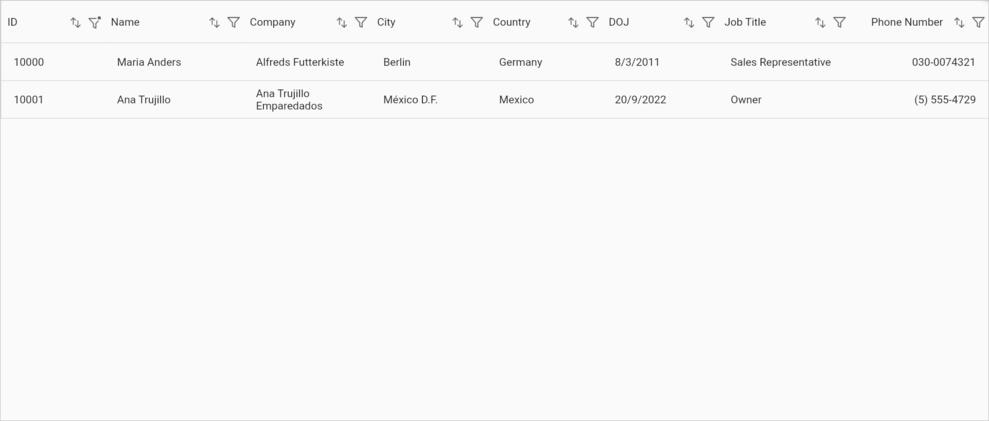 ID Name Company City Country DOJ Job Title Phone Number
10000 Maria Anders Alfreds Futterkiste Berlin Germany 8/3/2011 Sales Representative 030-0074321
10001 Ana Trujillo Ana Trujillo
Emparedados México D.F. Mexico 20/9/2022 Owner (5) 555-4729